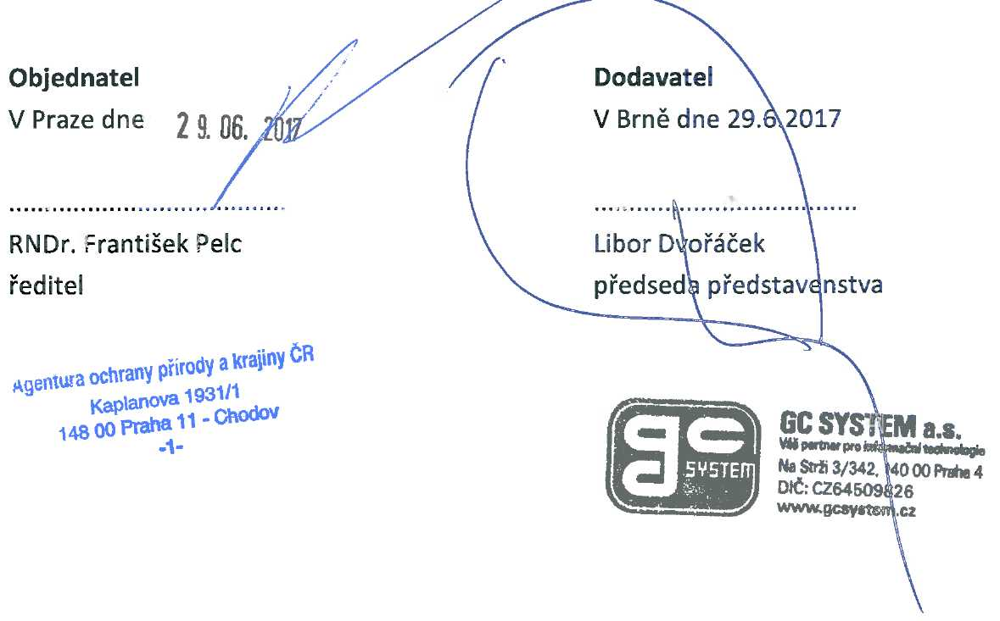 Objednatel
V Praze dne 29. 06. 2017
RNDr. František Pelc
ředitel
Agentura ochrany přírody a krajiny ČR
Kaplanova 1931/1
148 00 Praha 11 - Chodov
-1-
Dodavatel
V Brně dne 29.6.2017
Libor Dvořáček
předseda představenstva
gc SYSTEM
GC SYSTEM a.s.
Váš partner pro informační technologie
Na Strži 3/342, 140 00 Praha 4
DIČ: CZ64509826
www.gcsystem.cz